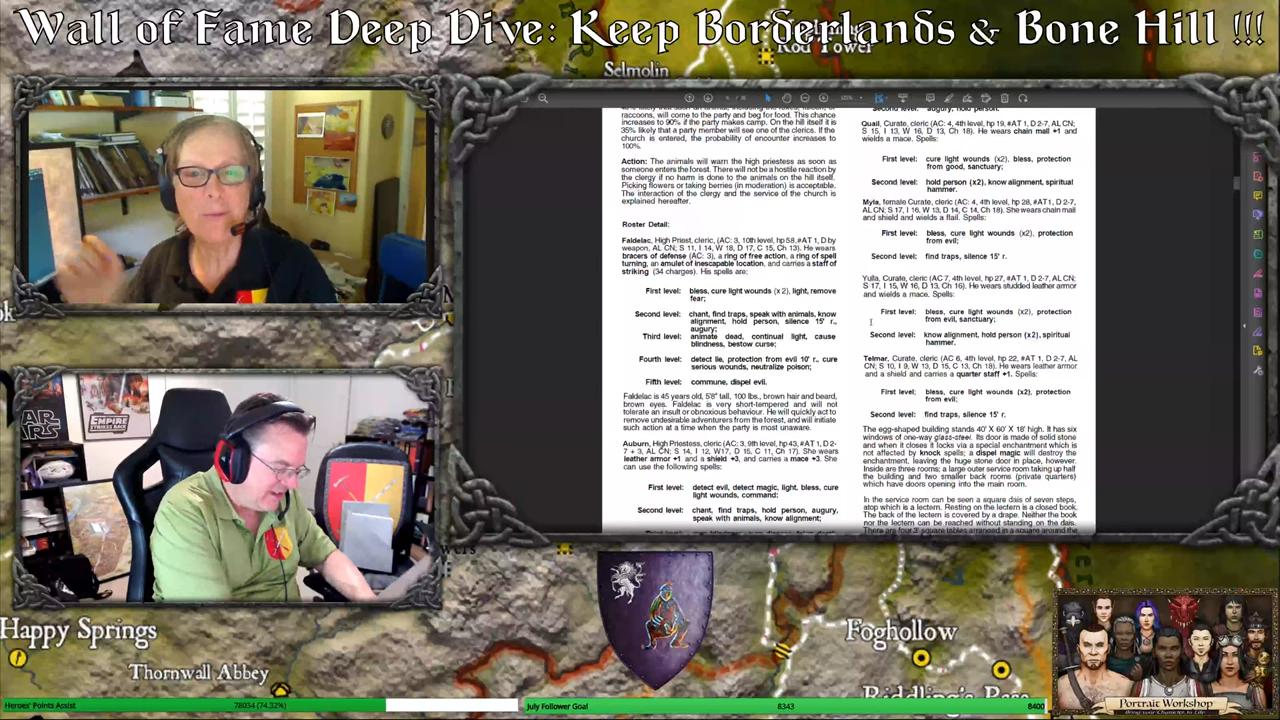 Wall of Fame Deep Dive: Keep Borderlands & Bone Hill !!!
Rod Tower
Selmolin
STAR
WARS
EMPIRE
STRIKES
BACK
raccoons, will come to the party and beg for food. This chance
increases to 90% if the party makes camp. On the hill itself it is
35% likely that a party member will see one of the clerics. If the
church is entered, the probability of encounter increases to
100%.
Action: The animals will warn the high priestess as soon as
someone enters the forest. There will not be a hostile reaction by
the clergy if no harm is done to the animals on the hill itself.
Picking flowers or taking berries (in moderation) is acceptable.
The interaction of the clergy and the service of the church is
explained hereafter.
Roster Detail:
Faldelac, High Priest, cleric, (AC: 3, 10th level, hp 58, #AT 1, D by
weapon, AL CN; S 11, I 14, W 18, D 17, C 15, Ch 13). He wears
bracers of defense (AC: 3), a ring of free action, a ring of spell
turning, an amulet of inescapable location, and carries a staff of
striking (34 charges). His spells are:
First level: bless, cure light wounds (x 2), light, remove
fear;
Second level: chant, find traps, speak with animals, know
alignment, hold person, silence 15' r.,
augury;
Third level: animate dead, continual light, cause
blindness, bestow curse;
Fourth level: detect lie, protection from evil 10' r., cure
serious wounds, neutralize poison;
Fifth level: commune, dispel evil.
Faldelac is 45 years old, 5'8" tall, 100 lbs., brown hair and beard,
brown eyes. Faldelac is very short-tempered and will not
tolerate an insult or obnoxious behaviour. He will quickly act to
remove undesirable adventurers from the forest, and will initiate
such action at a time when the party is most unaware.
Auburn, High Priestess, cleric (AC: 3, 9th level, hp 43, #AT 1, D 2-
7 + 3, AL CN; S 14, I 12, W17, D 15, C 11, Ch 17). She wears
leather armor +1 and a shield +3, and carries a mace +3. She
can use the following spells:
First level: detect evil, detect magic, light, bless, cure
light wounds, command;
Second level: chant, find traps, hold person, augury,
speak with animals, know alignment;
augury, hold person.
Quail, Curate, cleric (AC: 4, 4th level, hp 19, #AT 1, D 2-7, AL CN;
S 15, I 13, W 16, D 13, Ch 18). He wears chain mail +1 and
wields a mace. Spells:
First level: cure light wounds (x2), bless, protection
from good, sanctuary;
Second level: hold person (x2), know alignment, spiritual
hammer.
Myla, female Curate, cleric (AC: 4, 4th level, hp 28, #AT 1, D 2-7,
AL CN; S 17, I 16, W 13, D 14, C 14, Ch 18). She wears chain mail
and shield and wields a flail. Spells:
First level: bless, cure light wounds (x2), protection
from evil;
Second level: find traps, silence 15' r.
Yulla, Curate, cleric (AC 7, 4th level, hp 27, #AT 1, D 2-7, AL CN;
S 17, I 15, W 16, D 13, Ch 16). He wears studded leather armor
and wields a mace. Spells:
First level: bless, cure light wounds (x2), protection
from evil, sanctuary;
Second level: know alignment, hold person (x2), spiritual
hammer.
Telmar, Curate, cleric (AC 6, 4th level, hp 22, #AT 1, D 2-7, AL
CN; S 10, I 9, W 13, D 15, C 13, Ch 18). He wears leather armor
and a shield and carries a quarter staff +1. Spells:
First level: bless, cure light wounds (x2), protection
from evil;
Second level: find traps, silence 15' r.
The egg-shaped building stands 40' X 60' X 18' high. It has six
windows of one-way glass-steel. Its door is made of solid stone
and when it closes it locks via a special enchantment which is
not affected by knock spells; a dispel magic will destroy the
enchantment, leaving the huge stone door in place, however.
Inside are three rooms; a large outer service room taking up half
the building and two smaller back rooms (private quarters)
which have doors opening into the main room.
In the service room can be seen a square dais of seven steps,
atop which is a lectern. Resting on the lectern is a closed book.
The back of the lectern is covered by a drape. Neither the book
nor the lectern can be reached without standing on the dais.
There are four 3' square tables arranged in a square around the
Happy Springs
Thornwall Abbey
Foghollow
Riddling's Pass
Portrait Workshop
Bring your Character to Life
Heroes' Points Assist 78034 (74.32%)
July Follower Goal 8343 8400